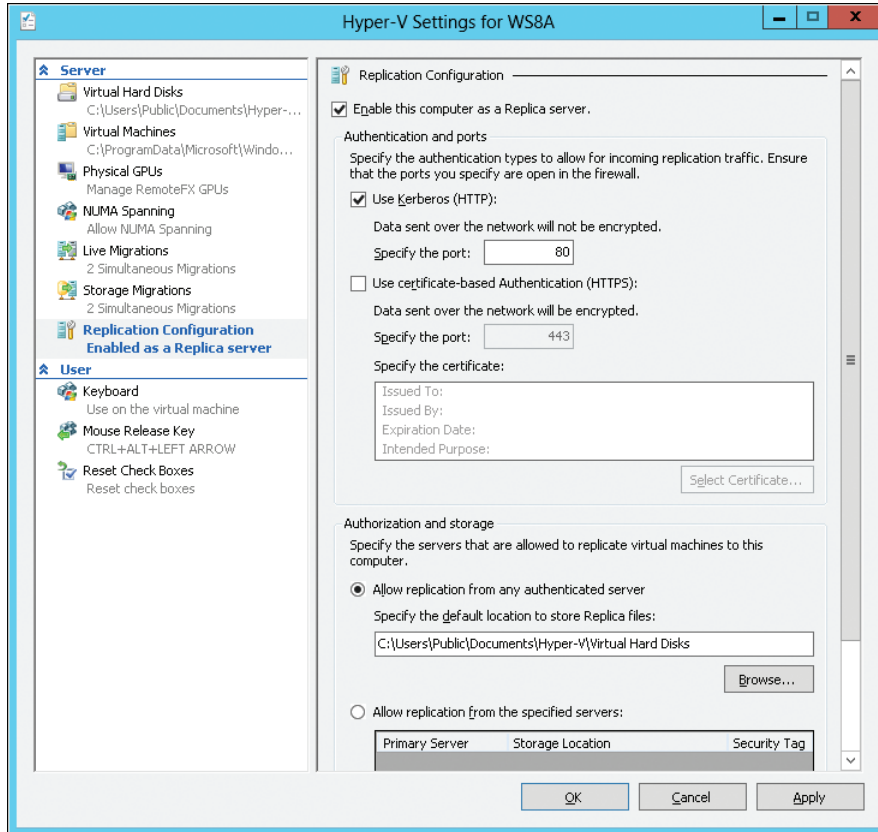 Hyper-V Settings for WS8A
Server
Virtual Hard Disks
C:\Users\Public\Documents\Hyper-...
Virtual Machines
C:\ProgramData\Microsoft\Windo...
Physical GPUs
Manage RemoteFX GPUs
NUMA Spanning
Allow NUMA Spanning
Live Migrations
2 Simultaneous Migrations
Storage Migrations
2 Simultaneous Migrations
Replication Configuration
Enabled as a Replica server
User
Keyboard
Use on the virtual machine
Mouse Release Key
CTRL+ALT+LEFT ARROW
Reset Check Boxes
Reset check boxes
Replication Configuration
Enable this computer as a Replica server.
Authentication and ports
Specify the authentication types to allow for incoming replication traffic. Ensure
that the ports you specify are open in the firewall.
Use Kerberos (HTTP):
Data sent over the network will not be encrypted.
Specify the port: 80
Use certificate-based Authentication (HTTPS):
Data sent over the network will be encrypted.
Specify the port: 443
Specify the certificate:
Issued To:
Issued By:
Expiration Date:
Intended Purpose:
Select Certificate...
Authorization and storage
Specify the servers that are allowed to replicate virtual machines to this
computer.
Allow replication from any authenticated server
Specify the default location to store Replica files:
C:\Users\Public\Documents\Hyper-V\Virtual Hard Disks
Browse...
Allow replication from the specified servers:
Primary Server Storage Location Security Tag
OK Cancel Apply